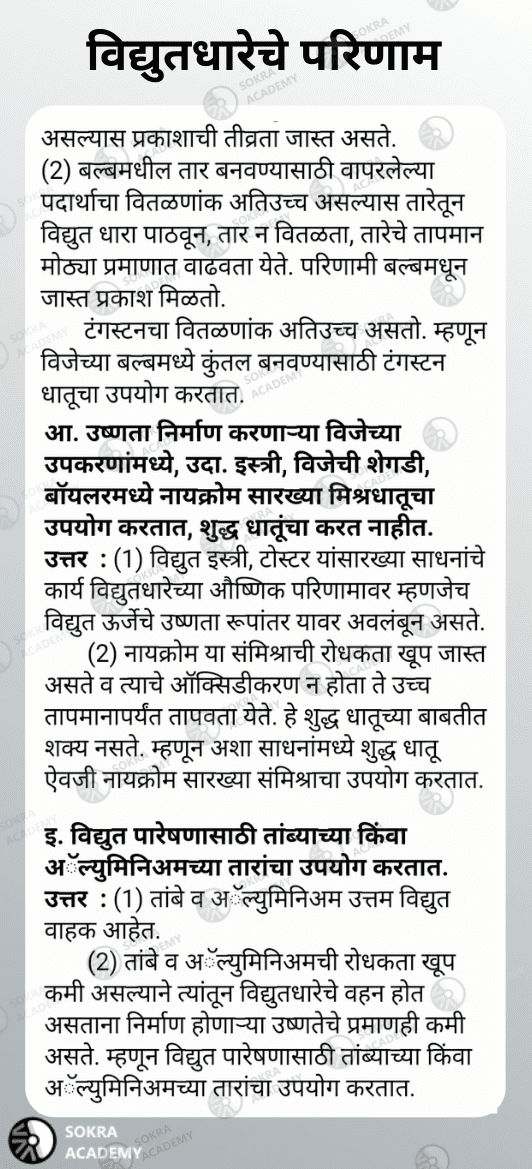 विद्युतधारेचे परिणाम
असल्यास प्रकाशाची तीव्रता जास्त असते.
(2) बल्बमधील तार बनवण्यासाठी वापरलेल्या
पदार्थाचा वितळणांक अतिउच्च असल्यास तारेतून
विद्युत धारा पाठवून, तार न वितळता, तारेचे तापमान
मोठ्या प्रमाणात वाढवता येते. परिणामी बल्बमधून
जास्त प्रकाश मिळतो.
टंगस्टनचा वितळणांक अतिउच्च असतो. म्हणून
विजेच्या बल्बमध्ये कुंतल बनवण्यासाठी टंगस्टन
धातूचा उपयोग करतात.
आ. उष्णता निर्माण करणाऱ्या विजेच्या
उपकरणांमध्ये, उदा. इस्त्री, विजेची शेगडी,
बॉयलरमध्ये नायक्रोम सारख्या मिश्रधातूचा
उपयोग करतात, शुद्ध धातूंचा करत नाहीत.
उत्तर : (1) विद्युत इस्त्री, टोस्टर यांसारख्या साधनांचे
कार्य विद्युतधारेच्या औष्णिक परिणामावर म्हणजेच
विद्युत ऊर्जेचे उष्णता रूपांतर यावर अवलंबून असते.
(2) नायक्रोम या संमिश्राची रोधकता खूप जास्त
असते व त्याचे ऑक्सिडीकरण न होता ते उच्च
तापमानापर्यंत तापवता येते. हे शुद्ध धातूच्या बाबतीत
शक्य नसते. म्हणून अशा साधनांमध्ये शुद्ध धातू
ऐवजी नायक्रोम सारख्या संमिश्राचा उपयोग करतात.
इ. विद्युत पारेषणासाठी तांब्याच्या किंवा
अॅल्युमिनिअमच्या तारांचा उपयोग करतात.
उत्तर : (1) तांबे व अॅल्युमिनिअम उत्तम विद्युत
वाहक आहेत.
(2) तांबे व अॅल्युमिनिअमची रोधकता खूप
कमी असल्याने त्यांतून विद्युतधारेचे वहन होत
असताना निर्माण होणाऱ्या उष्णतेचे प्रमाणही कमी
असते. म्हणून विद्युत पारेषणासाठी तांब्याच्या किंवा
अॅल्युमिनिअमच्या तारांचा उपयोग करतात.
SOKRA
ACADEMY